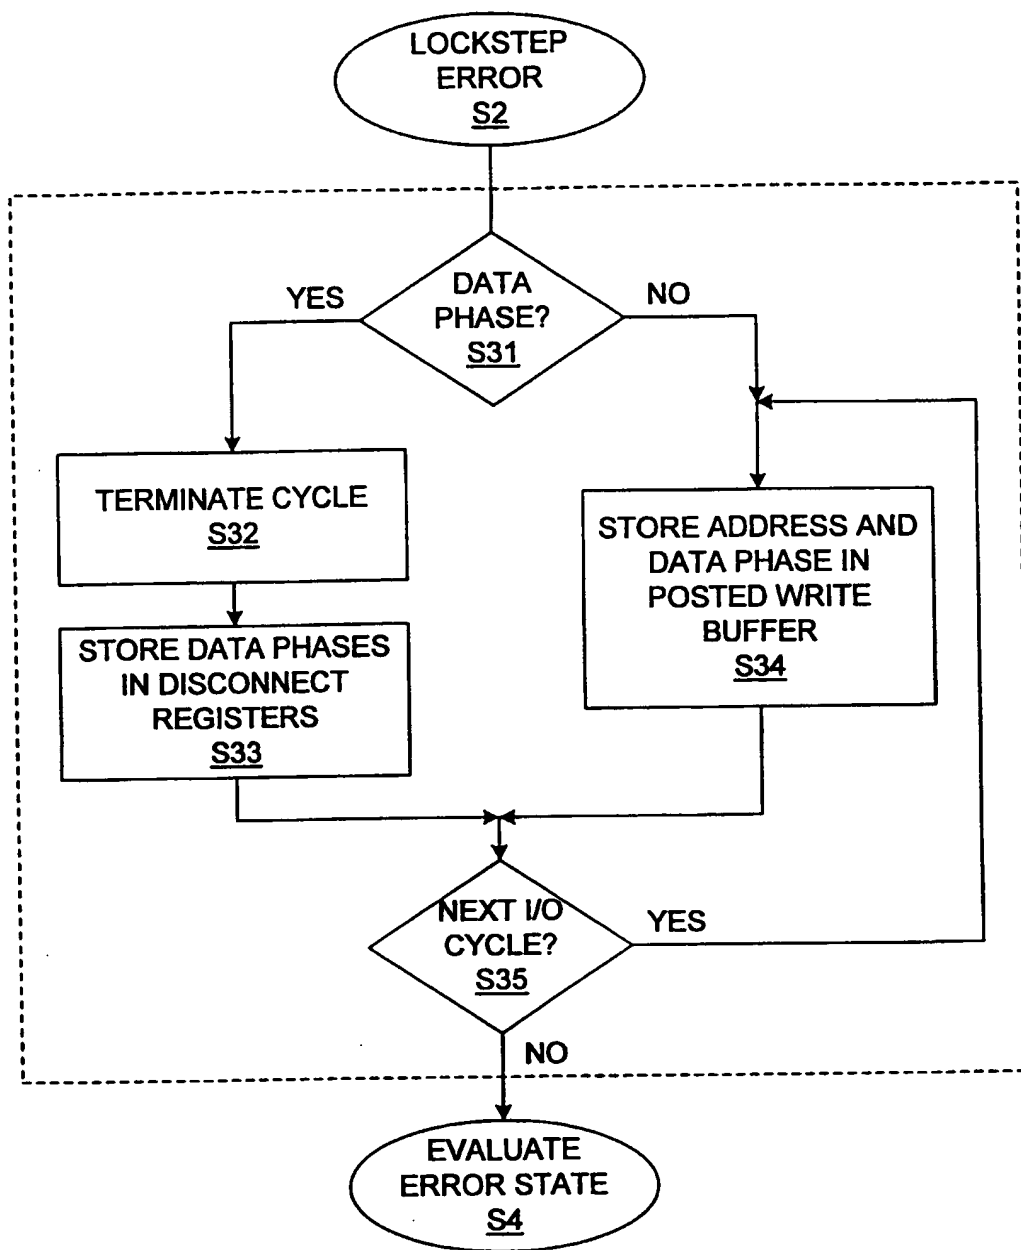 LOCKSTEP
ERROR
S2
DATA
PHASE?
S31
YES
NO
TERMINATE CYCLE
S32
STORE ADDRESS AND
DATA PHASE IN
POSTED WRITE
BUFFER
S34
STORE DATA PHASES
IN DISCONNECT
REGISTERS
S33
NEXT I/O
CYCLE?
S35
YES
NO
EVALUATE
ERROR STATE
S4